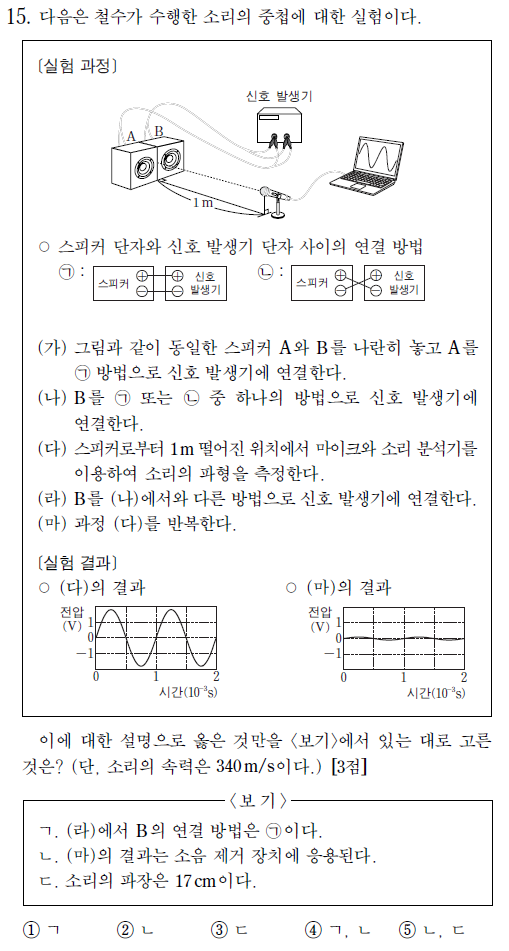 15. 다음은 철수가 수행한 소리의 중첩에 대한 실험이다.
〔실험 과정〕
신호 발생기
A B
1 m
○ 스피커 단자와 신호 발생기 단자 사이의 연결 방법
㉠ : 스피커 ⊕ ⊕ 신호
⊖ ⊖ 발생기
㉡ : 스피커 ⊕ ⊕ 신호
⊖ ⊖ 발생기
(가) 그림과 같이 동일한 스피커 A와 B를 나란히 놓고 A를
㉠ 방법으로 신호 발생기에 연결한다.
(나) B를 ㉠ 또는 ㉡ 중 하나의 방법으로 신호 발생기에
연결한다.
(다) 스피커로부터 1 m 떨어진 위치에서 마이크와 소리 분석기를
이용하여 소리의 파형을 측정한다.
(라) B를 (나)에서와 다른 방법으로 신호 발생기에 연결한다.
(마) 과정 (다)를 반복한다.
〔실험 결과〕
○ (다)의 결과
전압
(V)
1
0
-1
0 1 2
시간(10⁻³s)
○ (마)의 결과
전압
(V)
1
0
-1
0 1 2
시간(10⁻³s)
이에 대한 설명으로 옳은 것만을 〈보기〉에서 있는 대로 고른
것은? (단, 소리의 속력은 340 m/s이다.) [3점]
〈보 기〉
ㄱ. (라)에서 B의 연결 방법은 ㉠이다.
ㄴ. (마)의 결과는 소음 제거 장치에 응용된다.
ㄷ. 소리의 파장은 17 cm이다.
① ㄱ ② ㄴ ③ ㄷ ④ ㄱ, ㄴ ⑤ ㄴ, ㄷ